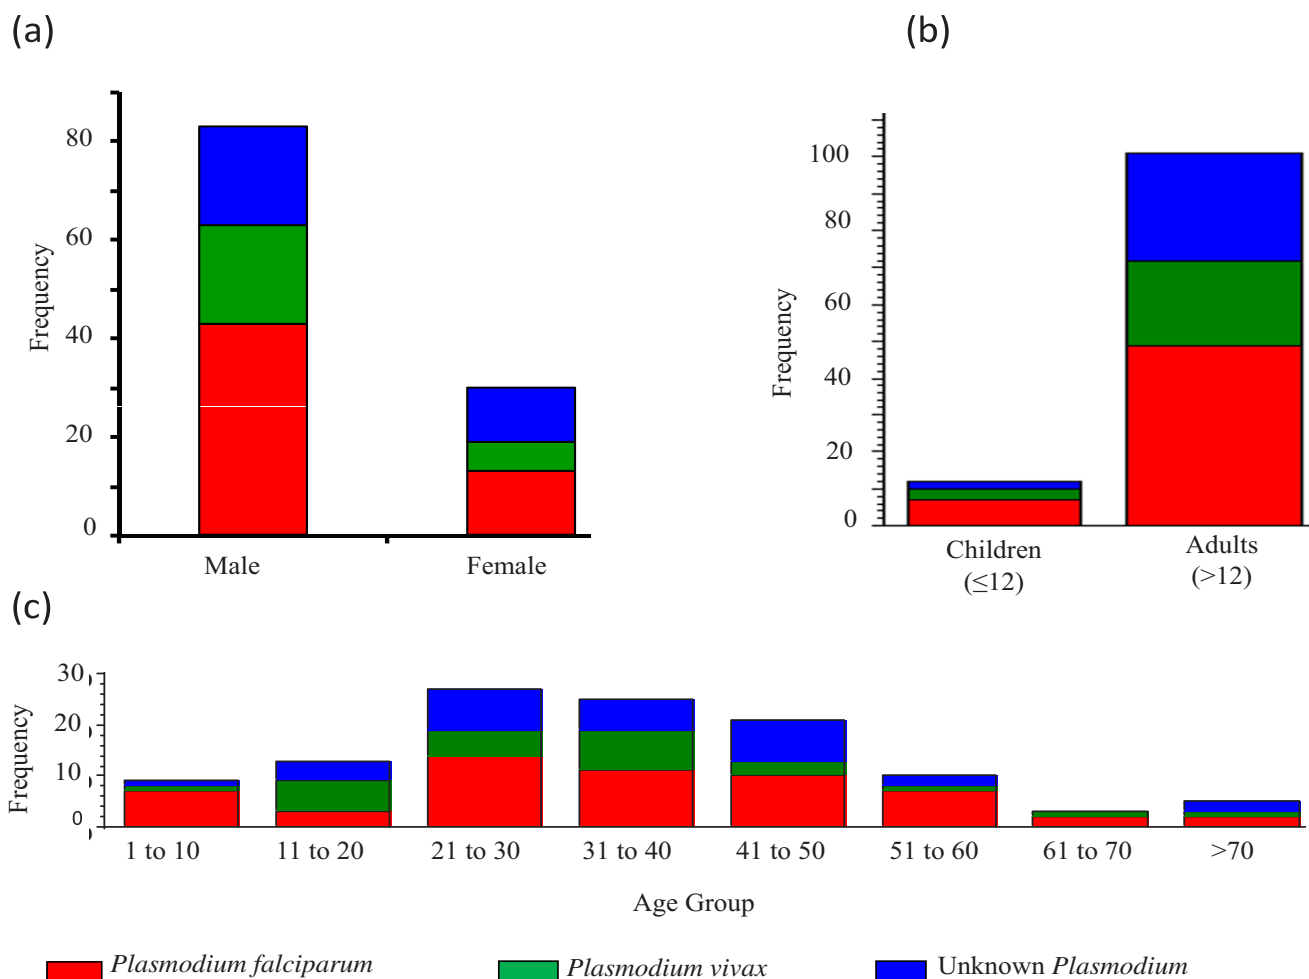 (a)
(b)
80
60
40
20
0
Frequency
Male
Female
100
80
60
40
20
0
Frequency
Children
(≤12)
Adults
(>12)
(c)
30
20
10
0
Frequency
1 to 10
11 to 20
21 to 30
31 to 40
41 to 50
51 to 60
61 to 70
>70
Age Group
Plasmodium falciparum
Plasmodium vivax
Unknown Plasmodium